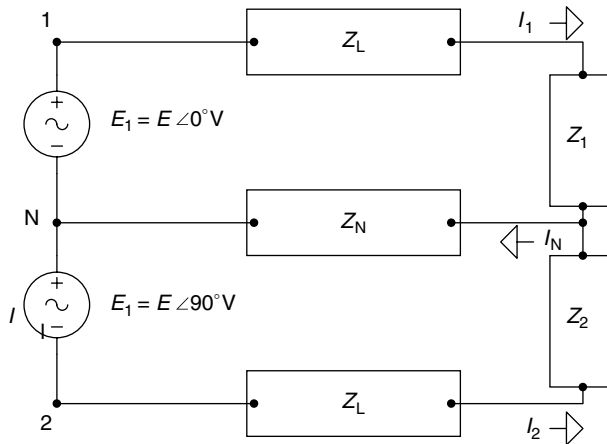 1
Z_L
I_1
+
−
E_1 = E ∠0°V
Z_1
N
Z_N
I_N
+
−
E_1 = E ∠90°V
I
I
Z_2
2
Z_L
I_2